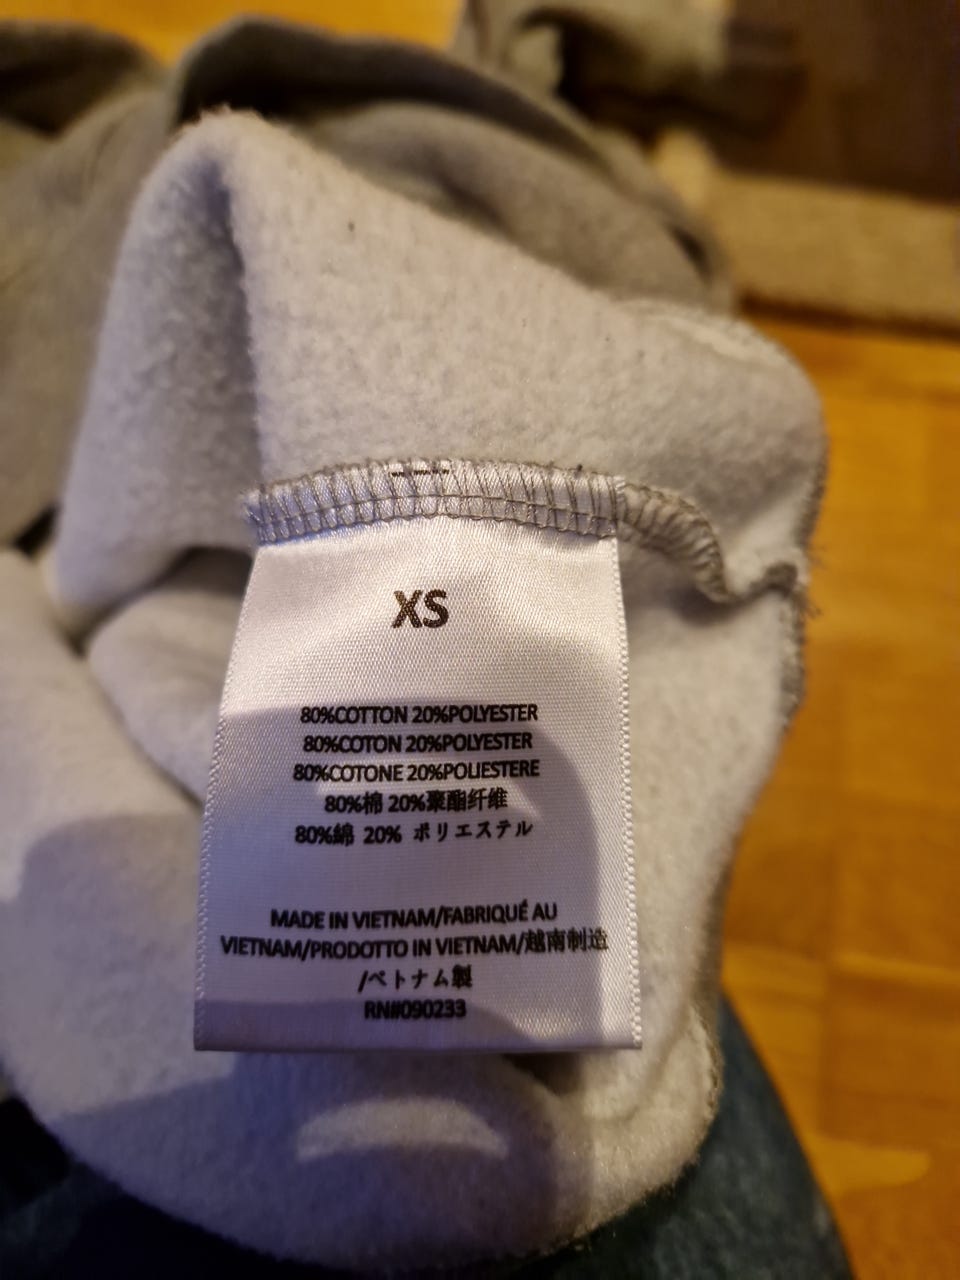 XS
80%COTTON 20%POLYESTER
80%COTON 20%POLYESTER
80%COTONE 20%POLIESTERE
80%棉 20%聚酯纤维
80%綿 20% ポリエステル
MADE IN VIETNAM/FABRIQUÉ AU
VIETNAM/PRODOTTO IN VIETNAM/越南制造
/ベトナム製
RN#090233